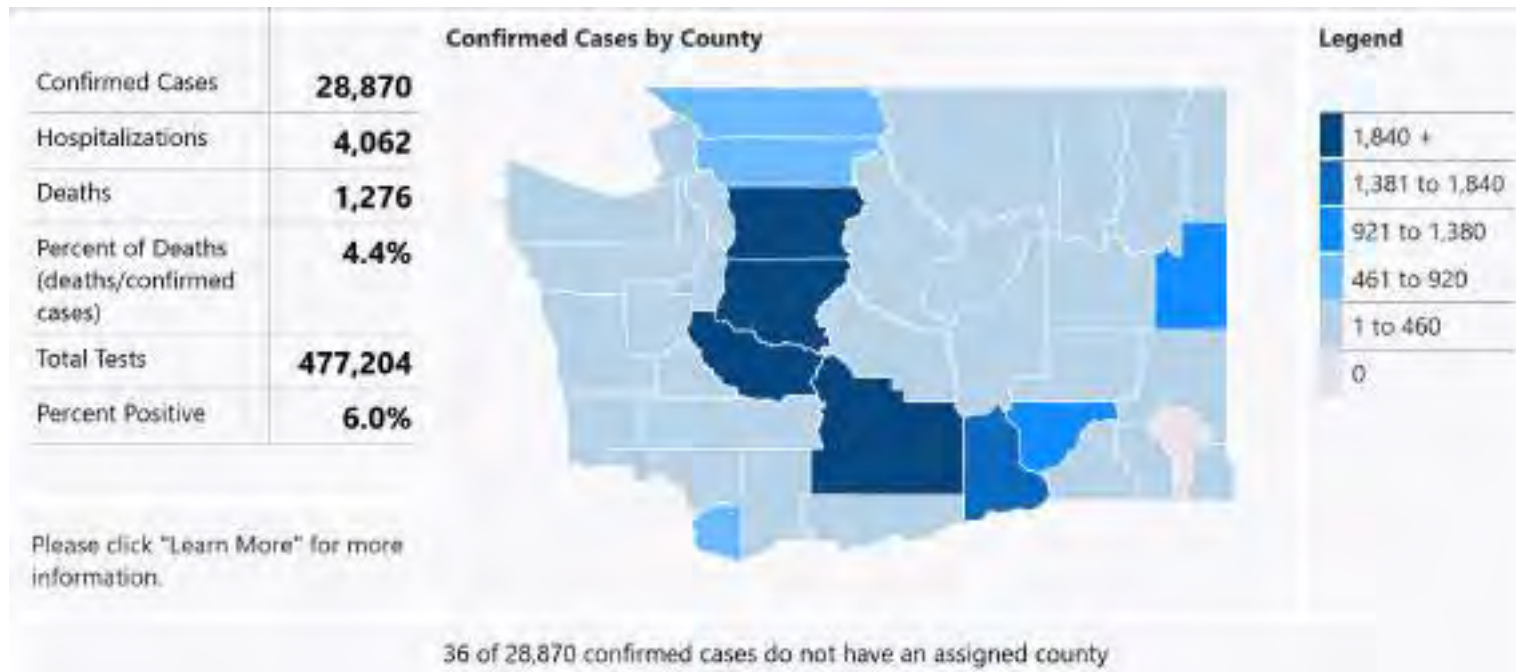 Confirmed Cases 28,870
Hospitalizations 4,062
Deaths 1,276
Percent of Deaths 4.4%
(deaths/confirmed
cases)
Total Tests 477,204
Percent Positive 6.0%
Please click "Learn More" for more
information.
Confirmed Cases by County
Legend
1,840 +
1,381 to 1,840
921 to 1,380
461 to 920
1 to 460
0
36 of 28,870 confirmed cases do not have an assigned county